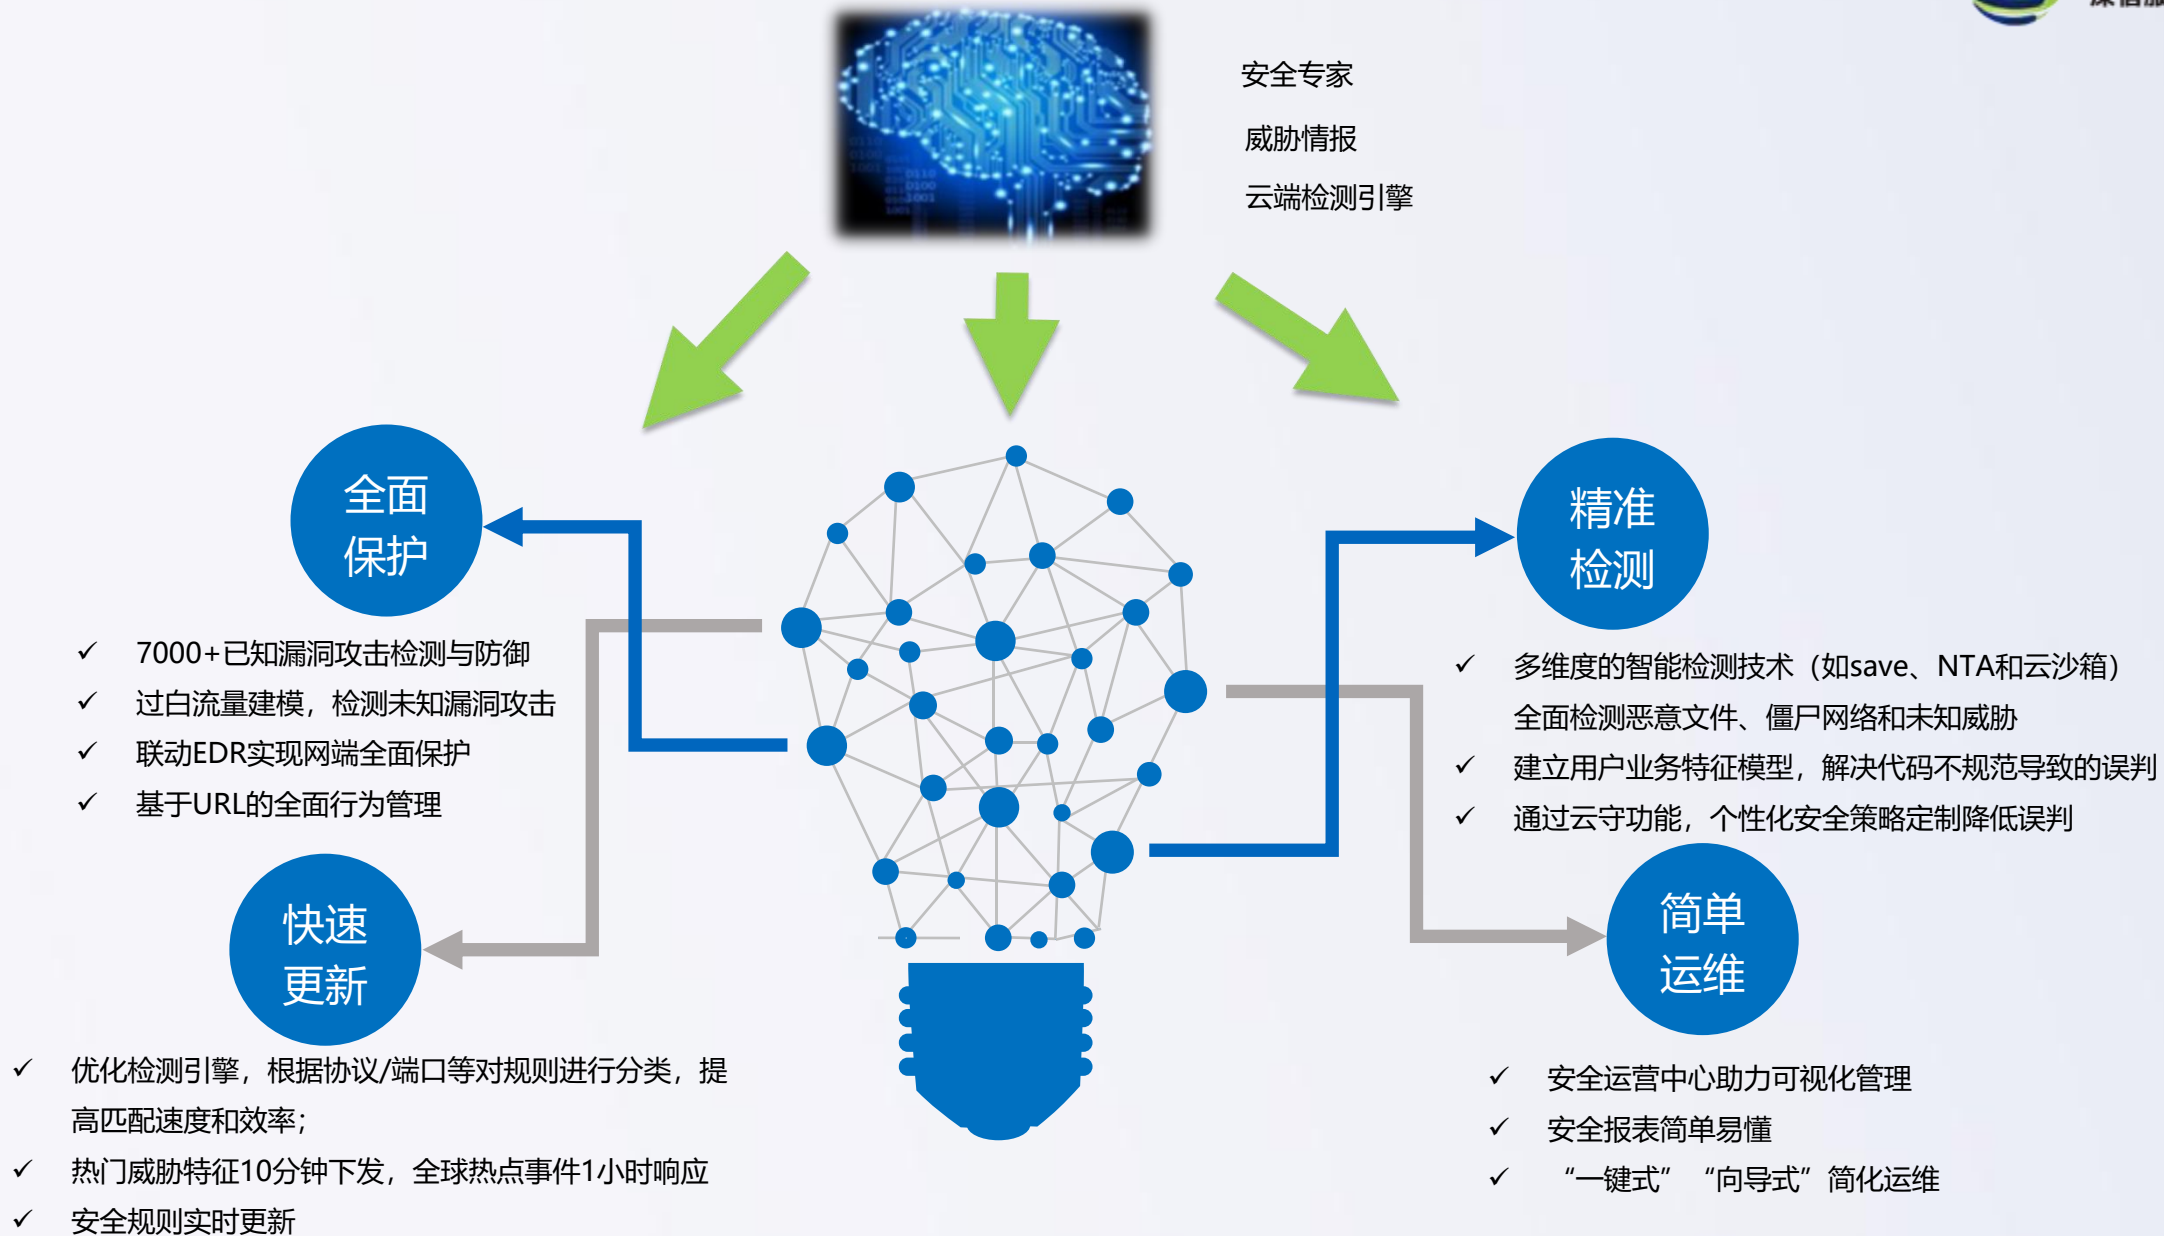 安全专家
威胁情报
云端检测引擎
全面
保护
✓ 7000+已知漏洞攻击检测与防御
✓ 过白流量建模，检测未知漏洞攻击
✓ 联动EDR实现网端全面保护
✓ 基于URL的全面行为管理
精准
检测
✓ 多维度的智能检测技术（如save、NTA和云沙箱）
全面检测恶意文件、僵尸网络和未知威胁
✓ 建立用户业务特征模型，解决代码不规范导致的误判
✓ 通过云守功能，个性化安全策略定制降低误判
快速
更新
✓ 优化检测引擎，根据协议/端口等对规则进行分类，提
高匹配速度和效率；
✓ 热门威胁特征10分钟下发，全球热点事件1小时响应
✓ 安全规则实时更新
简单
运维
✓ 安全运营中心助力可视化管理
✓ 安全报表简单易懂
✓ “一键式”“向导式”简化运维